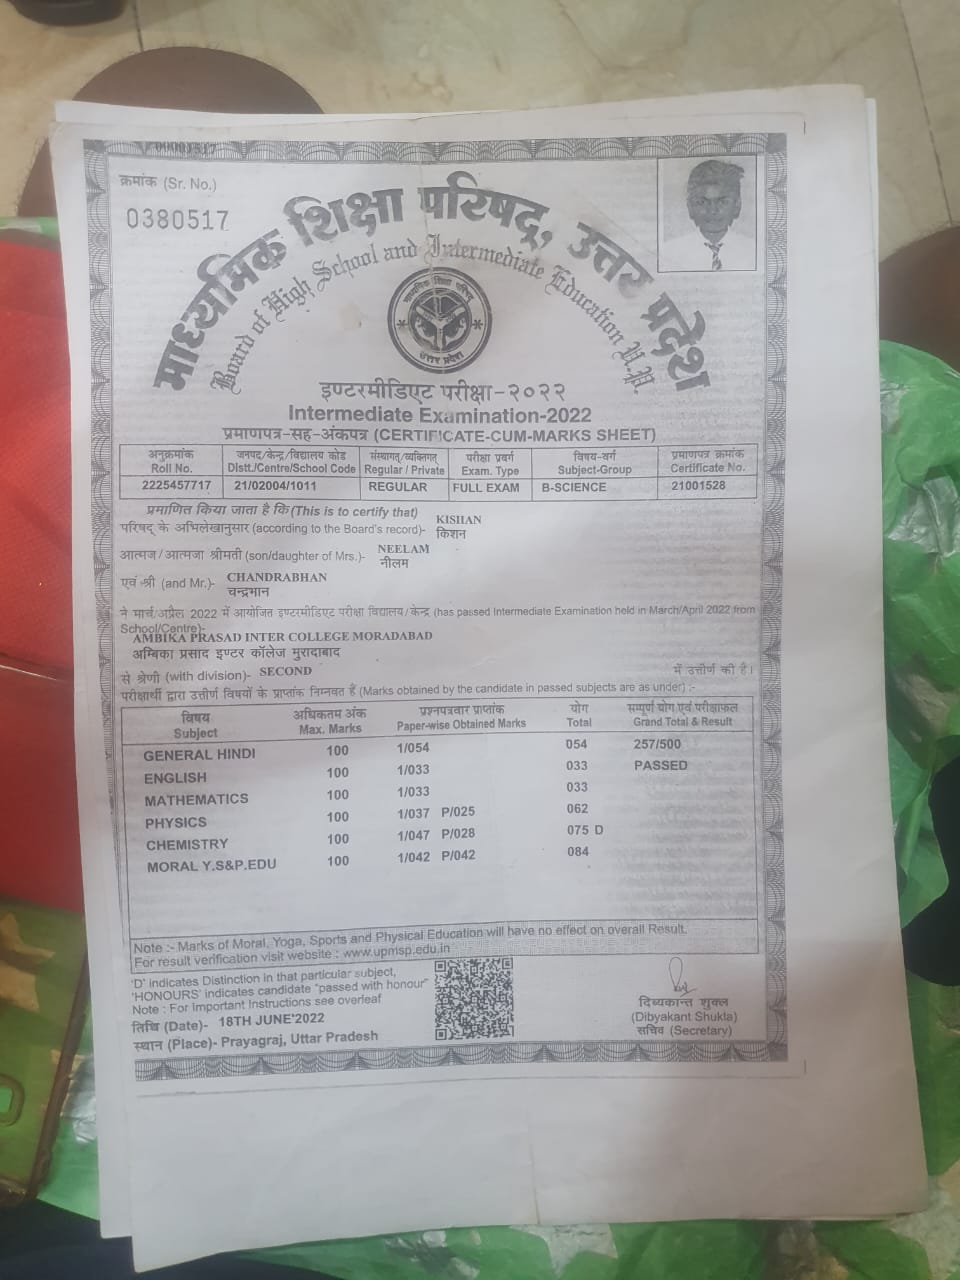 क्रमांक (Sr. No.)
0380517
माध्यमिक शिक्षा परिषद्, उत्तर प्रदेश
Board of High School and Intermediate Education U.P.
माध्यमिक शिक्षा परिषद
उत्तर प्रदेश
इण्टरमीडिएट परीक्षा-२०२२
Intermediate Examination-2022
प्रमाणपत्र-सह-अंकपत्र (CERTIFICATE-CUM-MARKS SHEET)
अनुक्रमांक जनपद/केन्द्र/विद्यालय कोड संस्थागत्/व्यक्तिगत् परीक्षा प्रवर्ग विषय-वर्ग प्रमाणपत्र क्रमांक
Roll No. Distt./Centre/School Code Regular / Private Exam. Type Subject-Group Certificate No.
2225457717 21/02004/1011 REGULAR FULL EXAM B-SCIENCE 21001528
प्रमाणित किया जाता है कि (This is to certify that)
परिषद् के अभिलेखानुसार (according to the Board's record)- KISHAN
किशन
आत्मज/आत्मजा श्रीमती (son/daughter of Mrs.)- NEELAM
नीलम
एवं श्री (and Mr.)- CHANDRABHAN
चन्द्रभान
ने मार्च/अप्रैल 2022 में आयोजित इण्टरमीडिएट परीक्षा विद्यालय/केन्द्र (has passed Intermediate Examination held in March/April 2022 from
School/Centre)-
AMBIKA PRASAD INTER COLLEGE MORADABAD
अम्बिका प्रसाद इण्टर कॉलेज मुरादाबाद
से श्रेणी (with division)- SECOND में उत्तीर्ण की है।
परीक्षार्थी द्वारा उत्तीर्ण विषयों के प्राप्तांक निम्नवत हैं (Marks obtained by the candidate in passed subjects are as under) :-
विषय अधिकतम अंक प्रश्नपत्रवार प्राप्तांक योग सम्पूर्ण योग एवं परीक्षाफल
Subject Max. Marks Paper-wise Obtained Marks Total Grand Total & Result
GENERAL HINDI 100 1/054 054 257/500
ENGLISH 100 1/033 033 PASSED
MATHEMATICS 100 1/033 033
PHYSICS 100 1/037 P/025 062
CHEMISTRY 100 1/047 P/028 075 D
MORAL Y.S&P.EDU 100 1/042 P/042 084
Note :- Marks of Moral, Yoga, Sports and Physical Education will have no effect on overall Result.
For result verification visit website : www.upmsp.edu.in
'D' indicates Distinction in that particular subject,
'HONOURS' indicates candidate "passed with honour"
Note : For Important Instructions see overleaf
तिथि (Date)- 18TH JUNE'2022
स्थान (Place)- Prayagraj, Uttar Pradesh
दिव्यकान्त शुक्ल
(Dibyakant Shukla)
सचिव (Secretary)